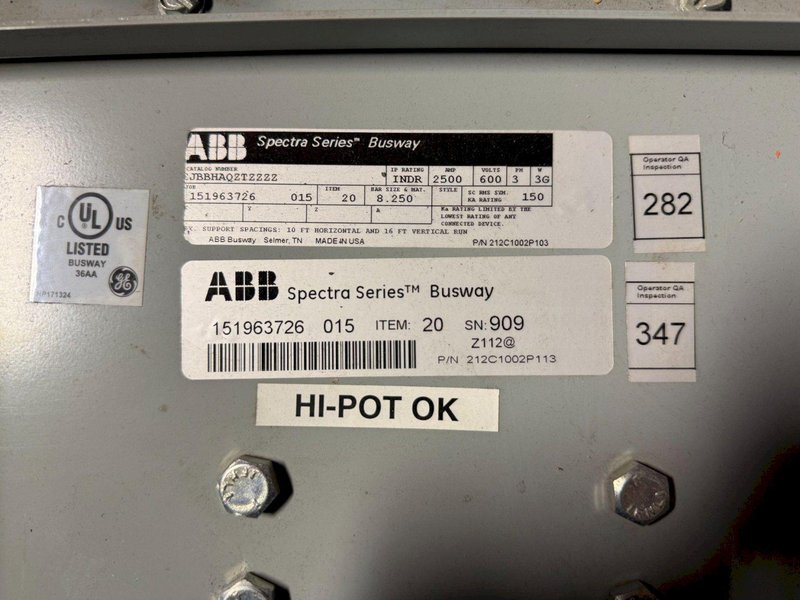 ABB Spectra Series™ Busway
CATALOG NUMBER IP RATING AMP VOLTS PH W
JBBHAQZTZZZZ INDR 2500 600 3 3G
JOB ITEM BAR SIZE & MAT. STYLE SC RMS SYM. KA RATING 150
151963726 015 20 8.250
X Y Z A KA RATING LIMITED BY THE
LOWEST RATING OF ANY
CONNECTED DEVICE.
. SUPPORT SPACINGS: 10 FT HORIZONTAL AND 16 FT VERTICAL RUN
ABB Busway Selmer, TN MADE IN USA P/N 212C1002P103
Operator QA
Inspection
282
C UL US
LISTED
BUSWAY
36AA
GE
171324
ABB Spectra Series™ Busway
151963726 015 ITEM: 20 SN: 909
Z112@
P/N 212C1002P113
Operator QA
Inspection
347
HI-POT OK